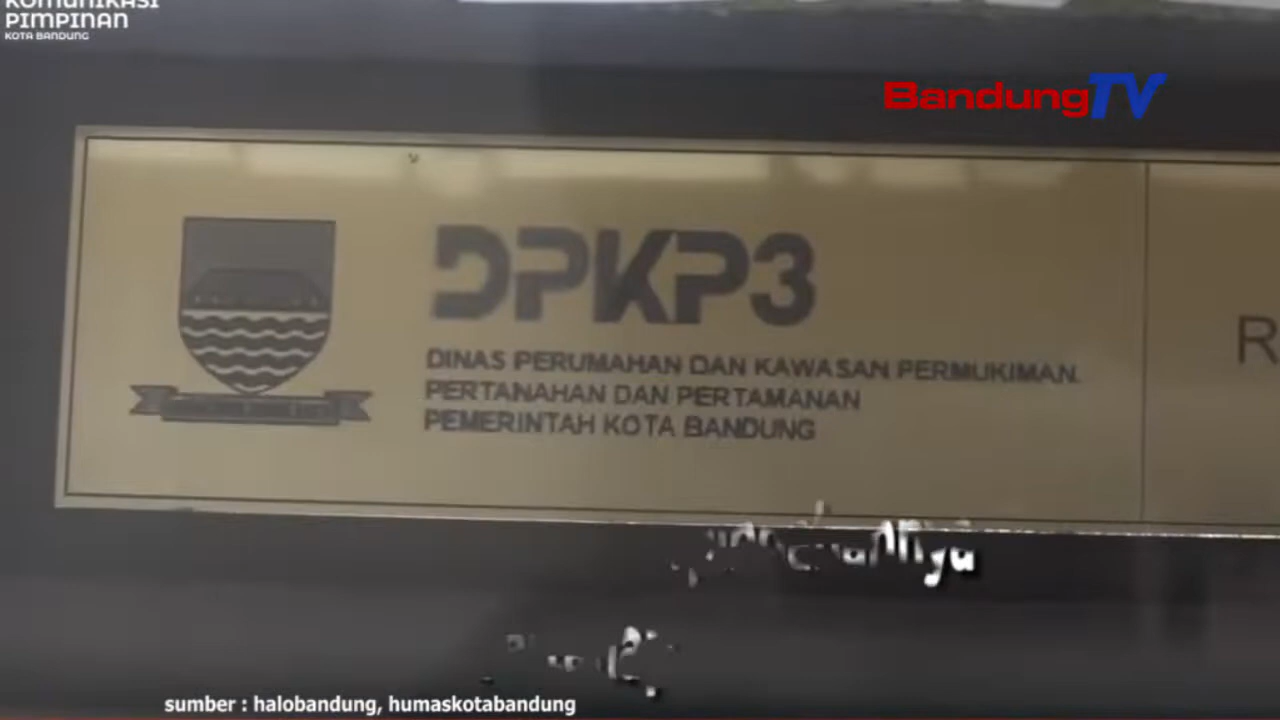 KOMUNIKASI
PIMPINAN
KOTA BANDUNG
BandungTV
DPKP3
DINAS PERUMAHAN DAN KAWASAN PERMUKIMAN.
PERTANAHAN DAN PERTAMANAN
PEMERINTAH KOTA BANDUNG
R
sumber : halobandung, humaskotabandung